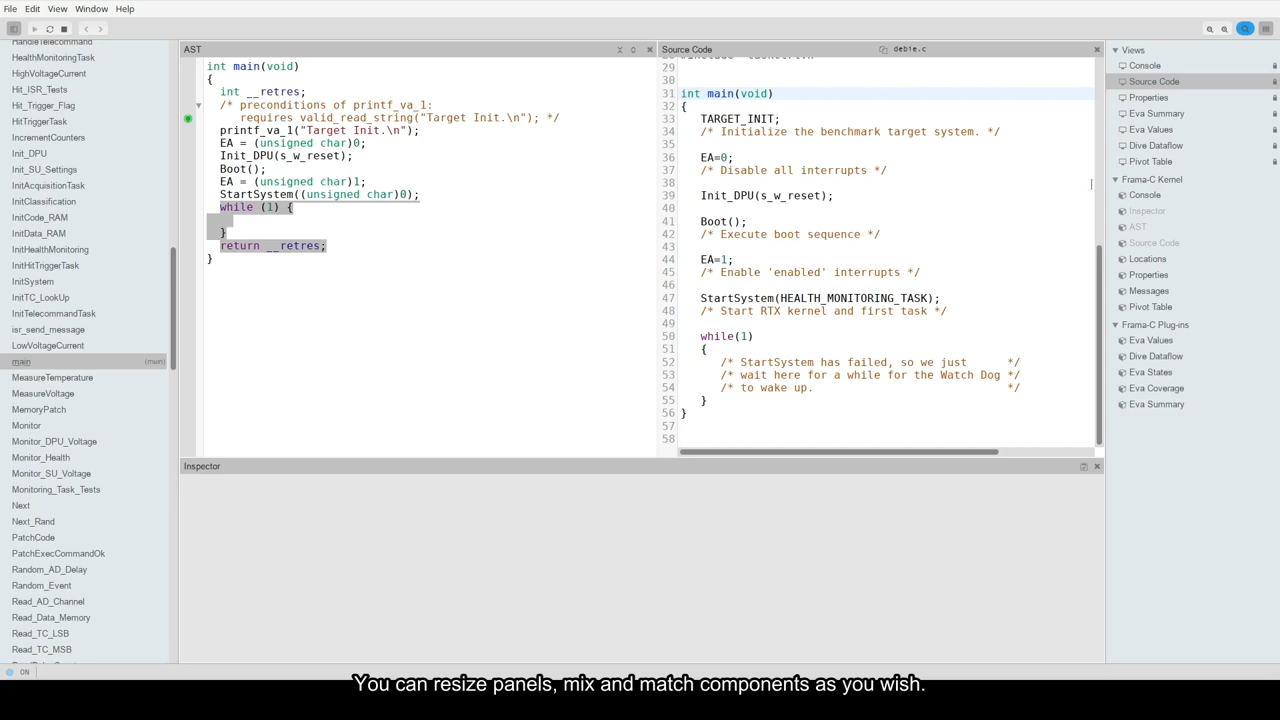 File Edit View Window Help
HandleTelecommand
HealthMonitoringTask
HighVoltageCurrent
Hit_ISR_Tests
Hit_Trigger_Flag
HitTriggerTask
IncrementCounters
Init_DPU
Init_SU_Settings
InitAcquisitionTask
InitClassification
InitCode_RAM
InitData_RAM
InitHealthMonitoring
InitHitTriggerTask
InitSystem
InitTC_LookUp
InitTelecommandTask
isr_send_message
LowVoltageCurrent
main (main)
MeasureTemperature
MeasureVoltage
MemoryPatch
Monitor
Monitor_DPU_Voltage
Monitor_Health
Monitor_SU_Voltage
Monitoring_Task_Tests
Next
Next_Rand
PatchCode
PatchExecCommandOk
Random_AD_Delay
Random_Event
Read_AD_Channel
Read_Data_Memory
Read_TC_LSB
Read_TC_MSB
ON
AST
int main(void)
{
int __retres;
/* preconditions of printf_va_1:
requires valid_read_string("Target Init.\n"); */
printf_va_1("Target Init.\n");
EA = (unsigned char)0;
Init_DPU(s_w_reset);
Boot();
EA = (unsigned char)1;
StartSystem((unsigned char)0);
while (1) {
}
return __retres;
}
Source Code debie.c
29
30
31 int main(void)
32 {
33 TARGET_INIT;
34 /* Initialize the benchmark target system. */
35
36 EA=0;
37 /* Disable all interrupts */
38
39 Init_DPU(s_w_reset);
40
41 Boot();
42 /* Execute boot sequence */
43
44 EA=1;
45 /* Enable 'enabled' interrupts */
46
47 StartSystem(HEALTH_MONITORING_TASK);
48 /* Start RTX kernel and first task */
49
50 while(1)
51 {
52 /* StartSystem has failed, so we just */
53 /* wait here for a while for the Watch Dog */
54 /* to wake up. */
55 }
56 }
57
58
Inspector
Views
Console
Source Code
Properties
Eva Summary
Eva Values
Dive Dataflow
Pivot Table
Frama-C Kernel
Console
Inspector
AST
Source Code
Locations
Properties
Messages
Pivot Table
Frama-C Plug-ins
Eva Values
Dive Dataflow
Eva States
Eva Coverage
Eva Summary
You can resize panels, mix and match components as you wish.